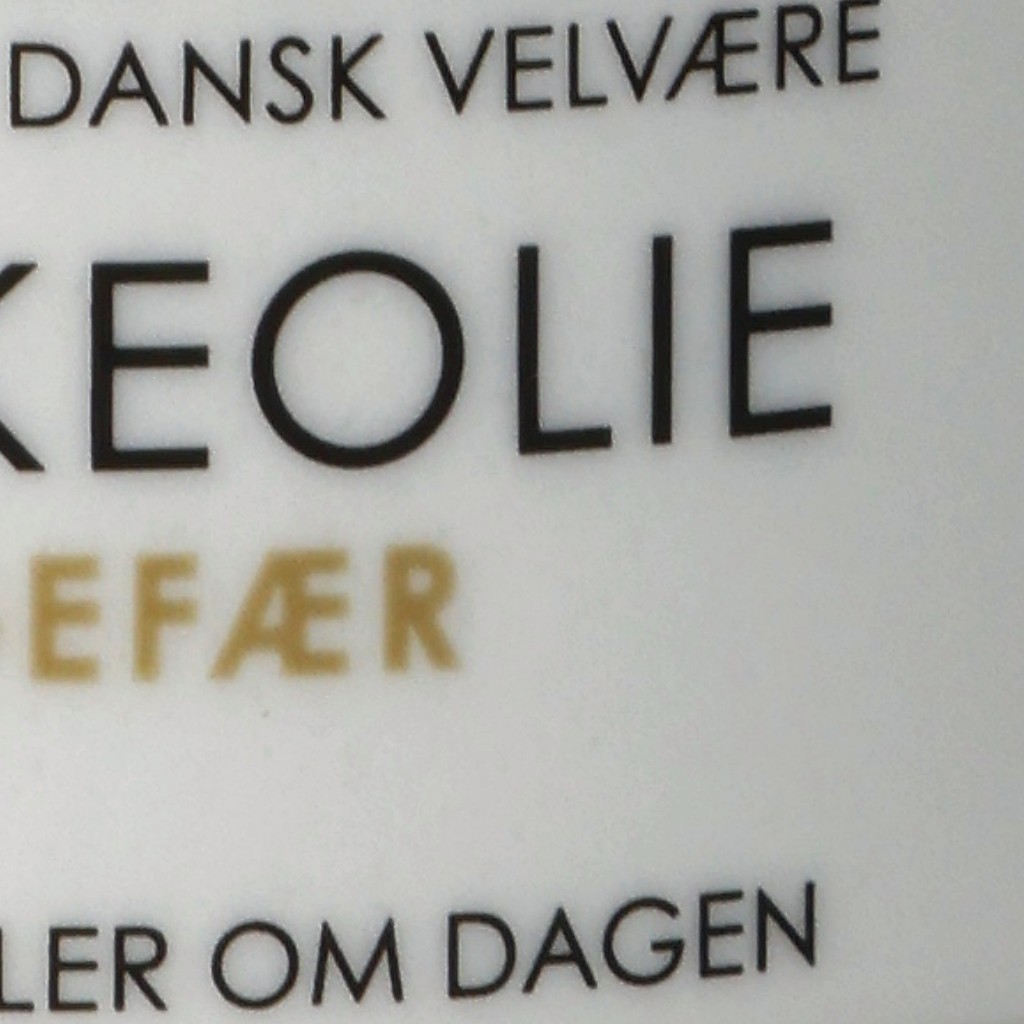 DANSK VELVÆRE
KEOLIE
EFÆR
LER OM DAGEN